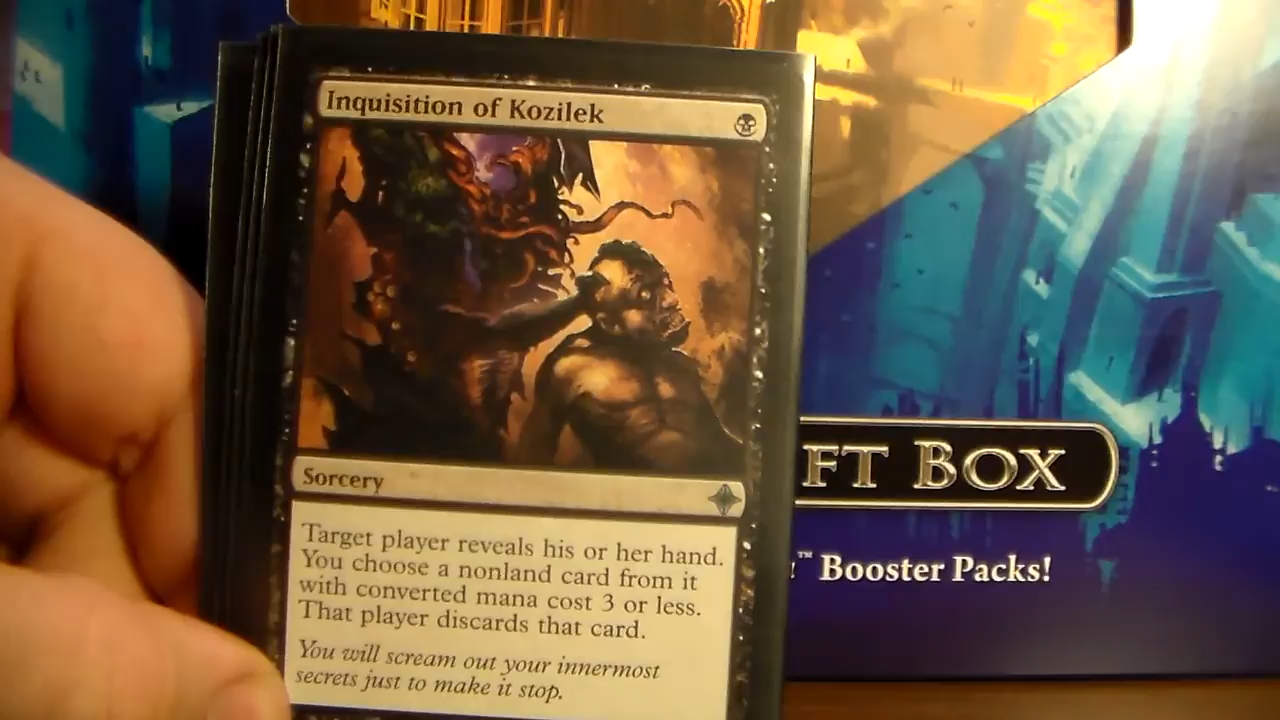 Inquisition of Kozilek
Sorcery
Target player reveals his or her hand.
You choose a nonland card from it
with converted mana cost 3 or less.
That player discards that card.
You will scream out your innermost
secrets just to make it stop.
FT BOX
™ Booster Packs!